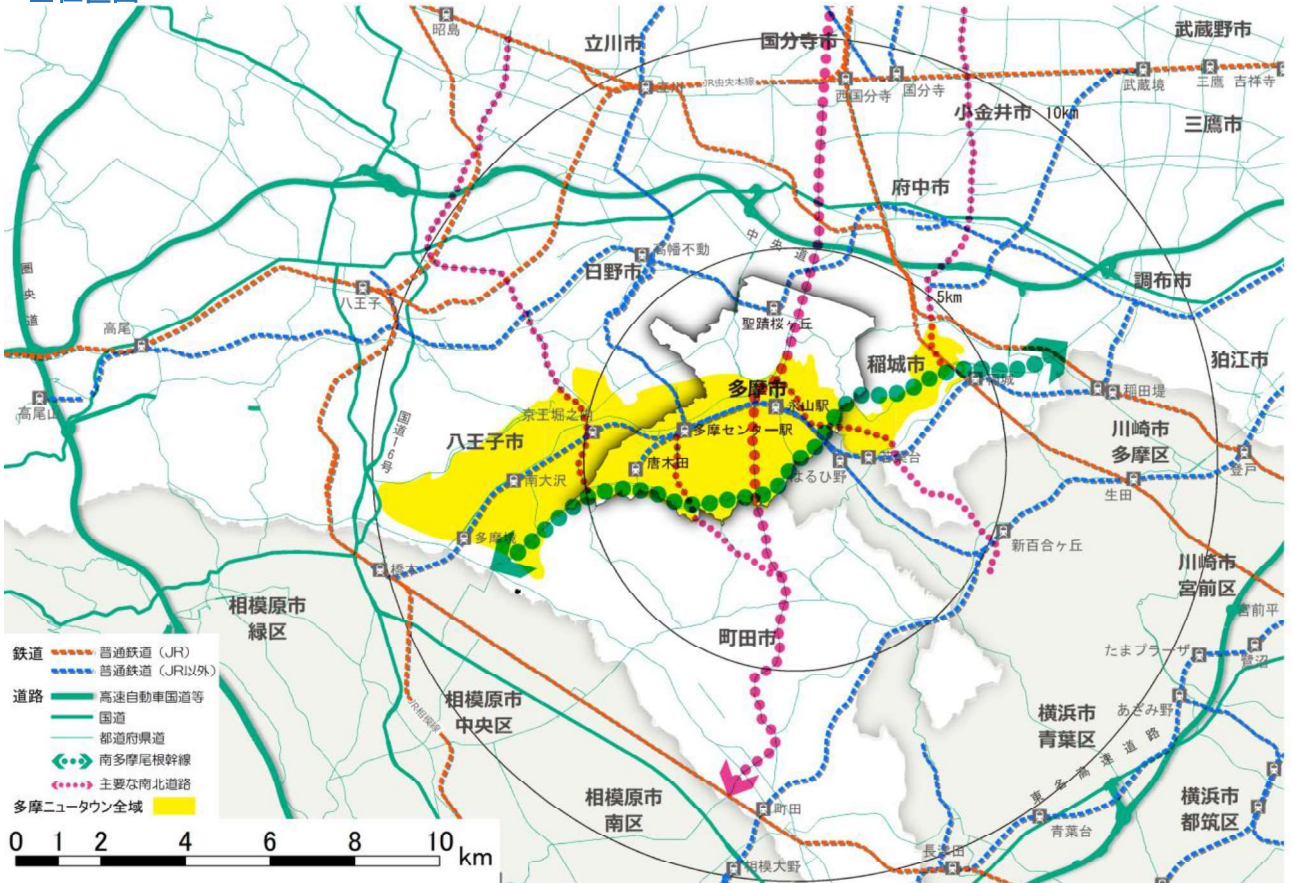 昭島
立川市
国分寺市
武蔵野市
立川
JR中央本線
西国分寺
国分寺
武蔵境
三鷹
吉祥寺
小金井市
10km
三鷹市
府中市
中央道
高幡不動
日野市
調布市
圏央道
八王子
5km
聖蹟桜ヶ丘
高尾
稲城市
狛江市
多摩市
稲城
稲田堤
高尾山
永山駅
国道16号
京王堀之内
多摩センター駅
八王子市
川崎市
多摩区
若葉台
はるひ野
唐木田
登戸
南大沢
生田
多摩境
新百合ヶ丘
橋本
川崎市
宮前区
相模原市
緑区
宮前平
町田市
たまプラーザ
鷺沼
鉄道
普通鉄道（JR）
普通鉄道（JR以外）
道路
高速自動車国道等
国道
都道府県道
南多摩尾根幹線
主要な南北道路
多摩ニュータウン全域
JR相模線
相模原市
中央区
あざみ野
横浜市
青葉区
東名高速道路
相模原市
南区
町田
青葉台
横浜市
都筑区
長津田
相模大野
0 1 2 4 6 8 10 km